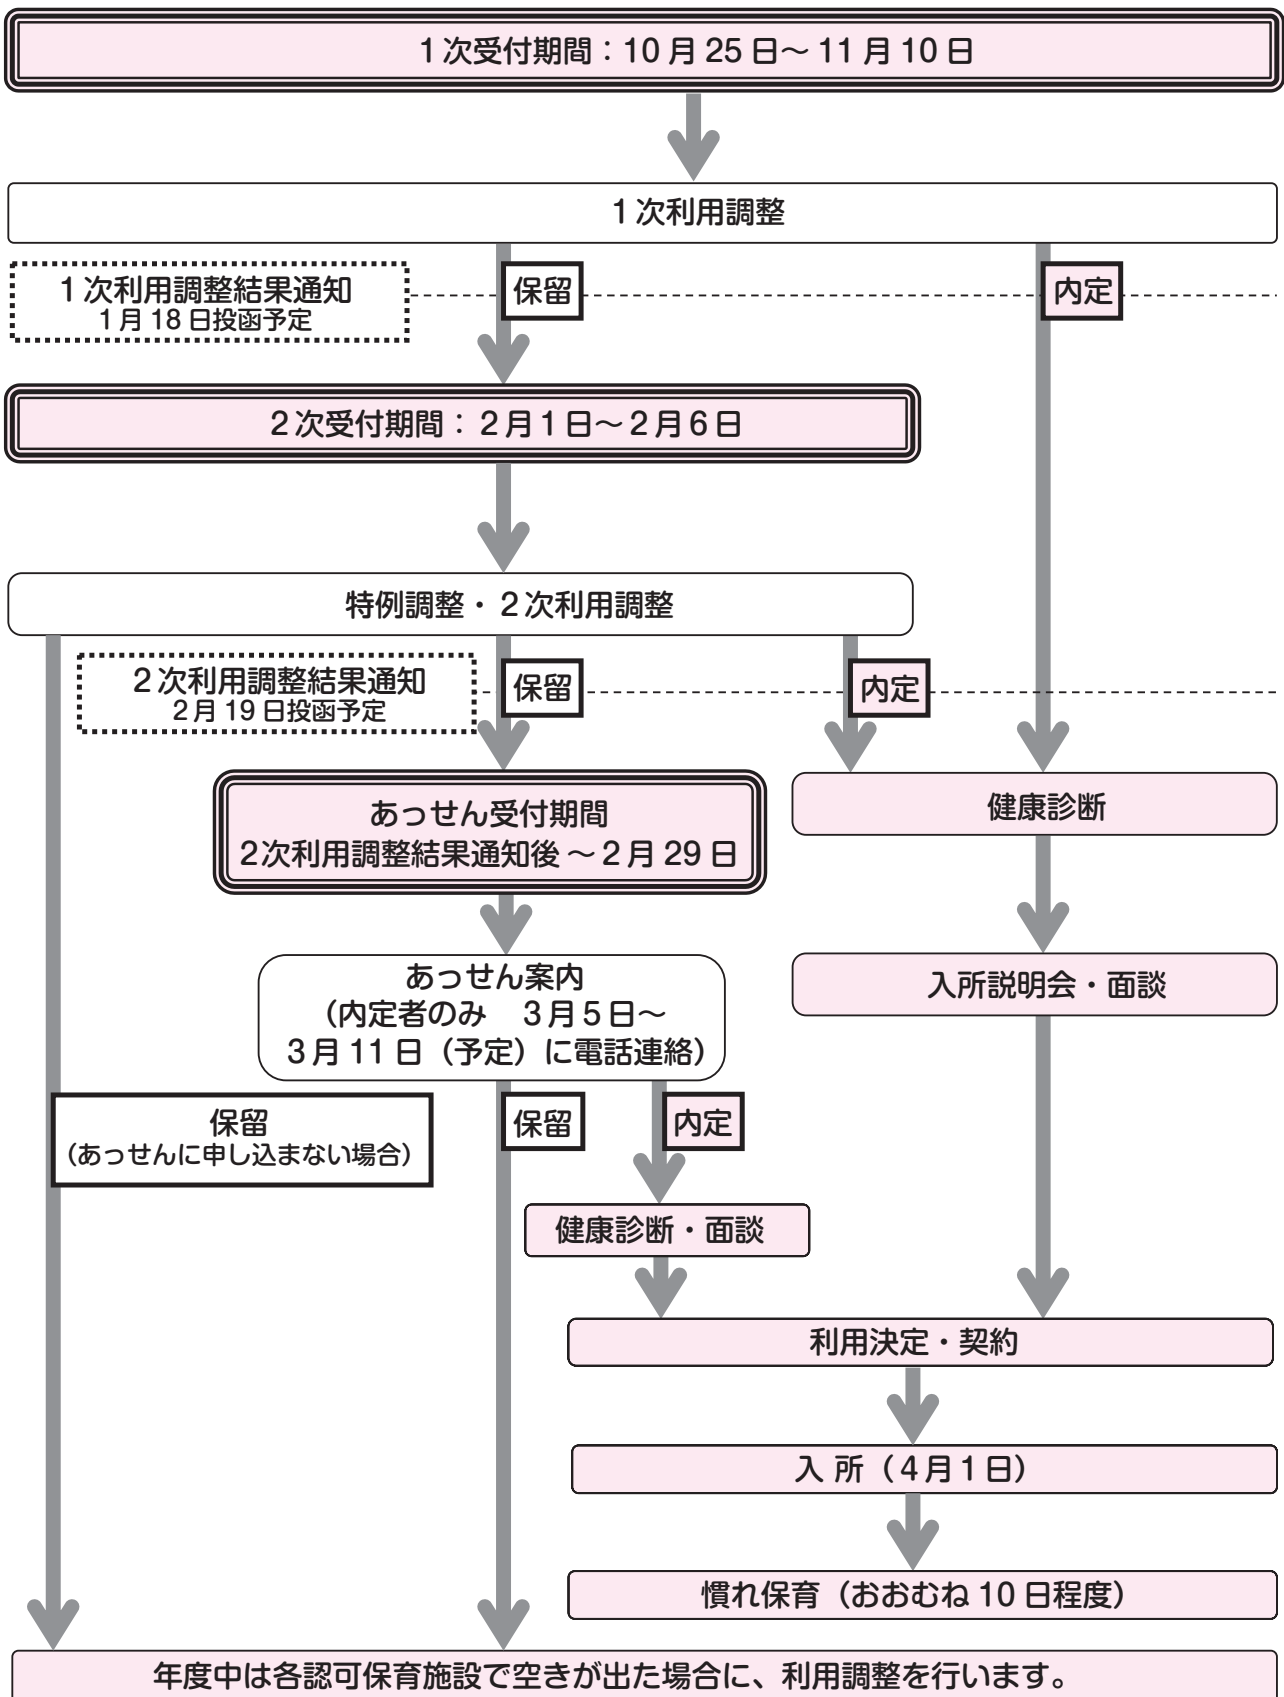 1次受付期間：10月25日～11月10日
1次利用調整
1次利用調整結果通知
1月18日投函予定
保留
内定
2次受付期間：2月1日～2月6日
特例調整・2次利用調整
2次利用調整結果通知
2月19日投函予定
保留
内定
あっせん受付期間
2次利用調整結果通知後～2月29日
健康診断
あっせん案内
（内定者のみ　3月5日～
3月11日（予定）に電話連絡）
入所説明会・面談
保留
（あっせんに申し込まない場合）
保留
内定
健康診断・面談
利用決定・契約
入所（4月1日）
慣れ保育（おおむね10日程度）
年度中は各認可保育施設で空きが出た場合に、利用調整を行います。